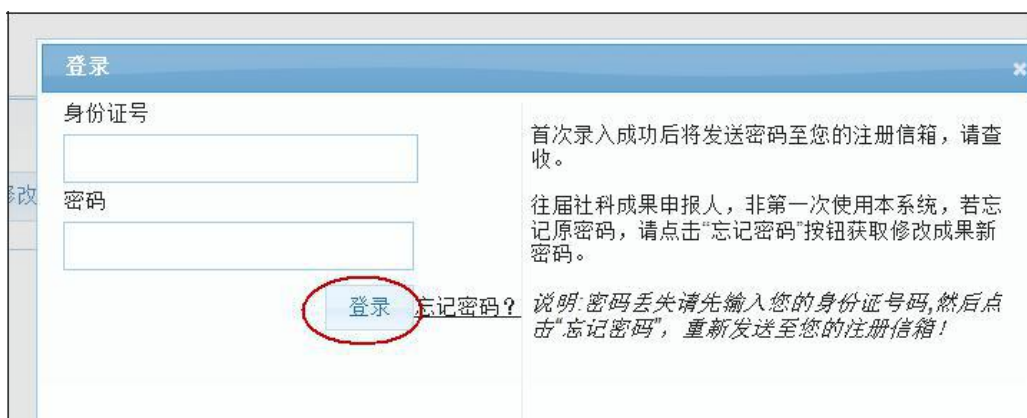 登录
身份证号
修改
密码
登录 忘记密码？
首次录入成功后将发送密码至您的注册信箱，请查
收。
往届社科成果申报人，非第一次使用本系统，若忘
记原密码，请点击“忘记密码”按钮获取修改成果新
密码。
说明:密码丢失请先输入您的身份证号码,然后点
击“忘记密码”，重新发送至您的注册信箱！